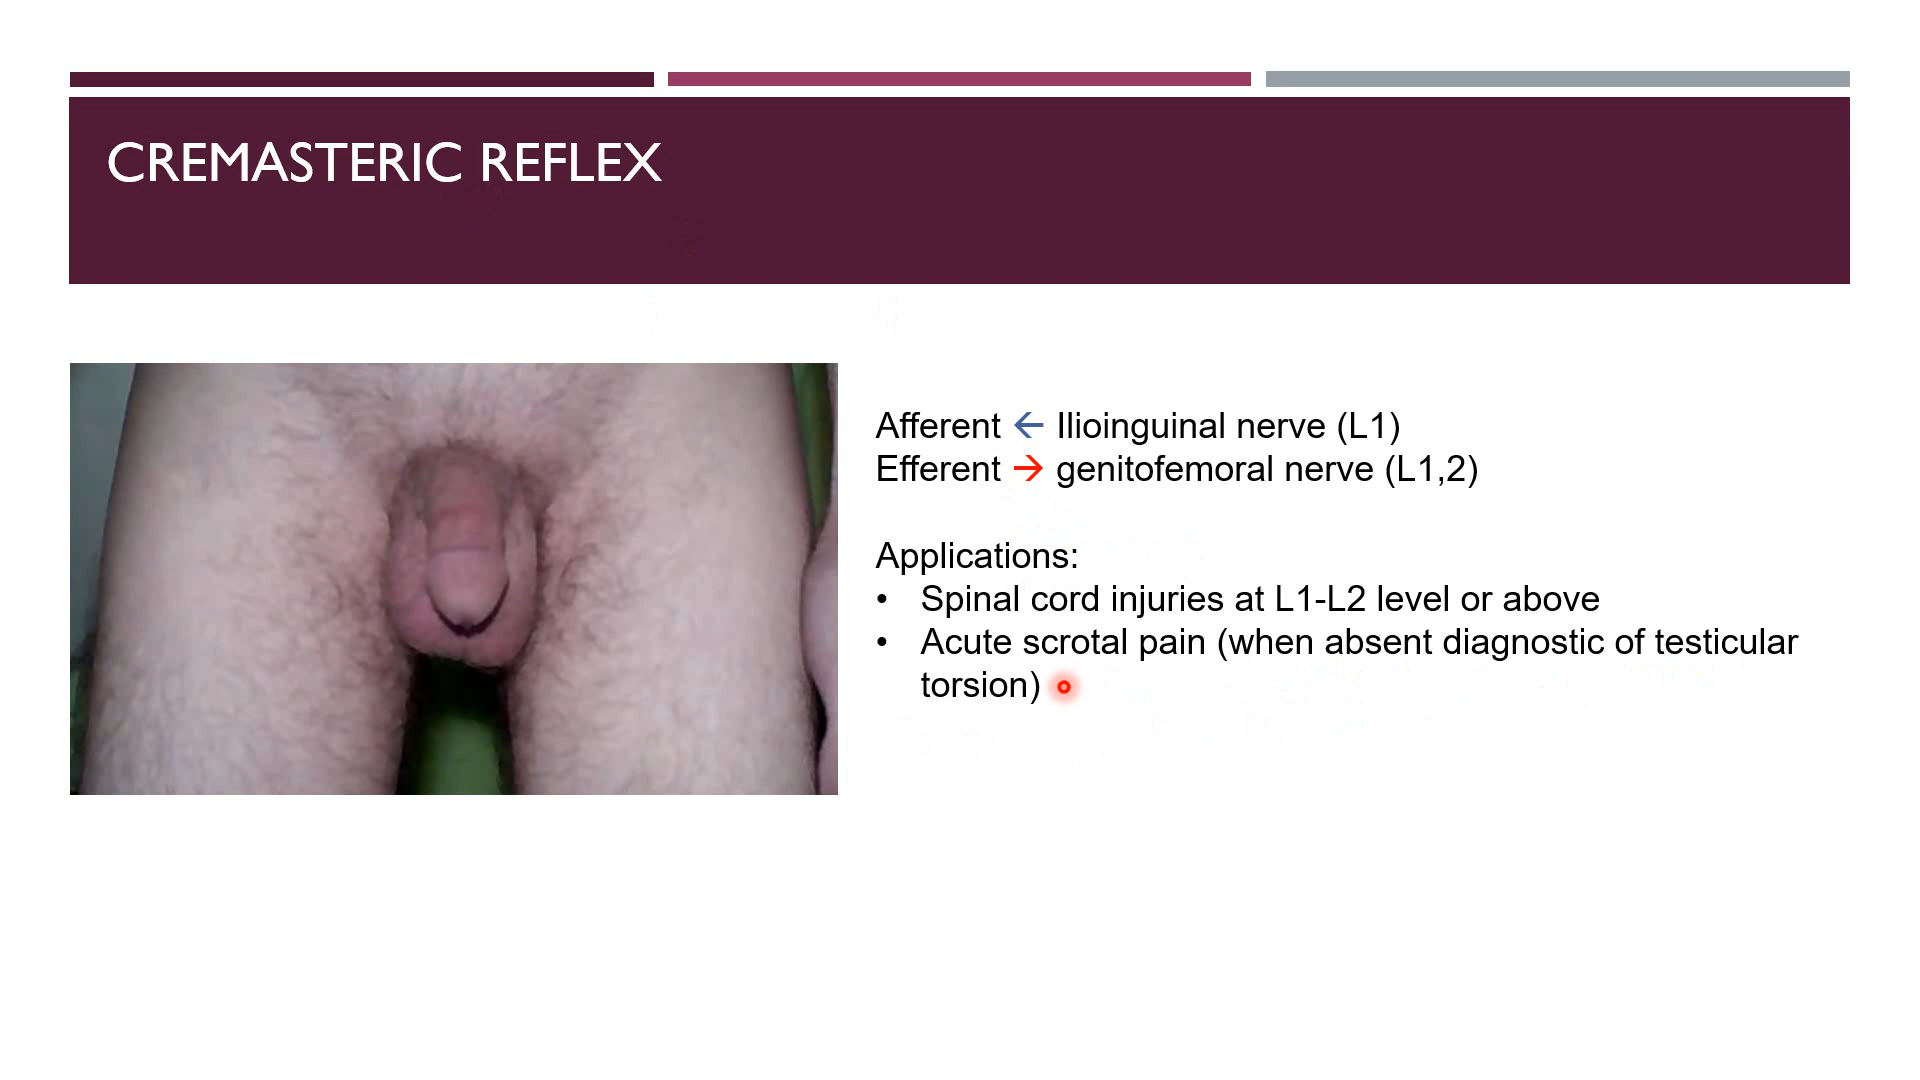 CREMASTERIC REFLEX
Afferent ← Ilioinguinal nerve (L1)
Efferent → genitofemoral nerve (L1,2)
Applications:
• Spinal cord injuries at L1-L2 level or above
• Acute scrotal pain (when absent diagnostic of testicular
torsion)